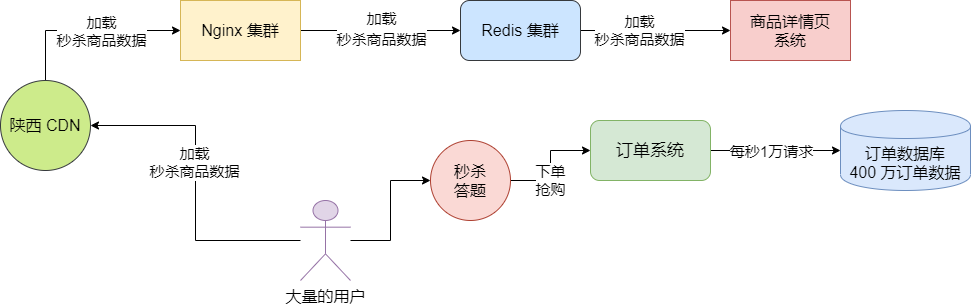 加载
秒杀商品数据
Nginx 集群
加载
秒杀商品数据
Redis 集群
加载
秒杀商品数据
商品详情页
系统
陕西 CDN
加载
秒杀商品数据
秒杀
答题
下单
抢购
订单系统
每秒1万请求
订单数据库
400 万订单数据
大量的用户